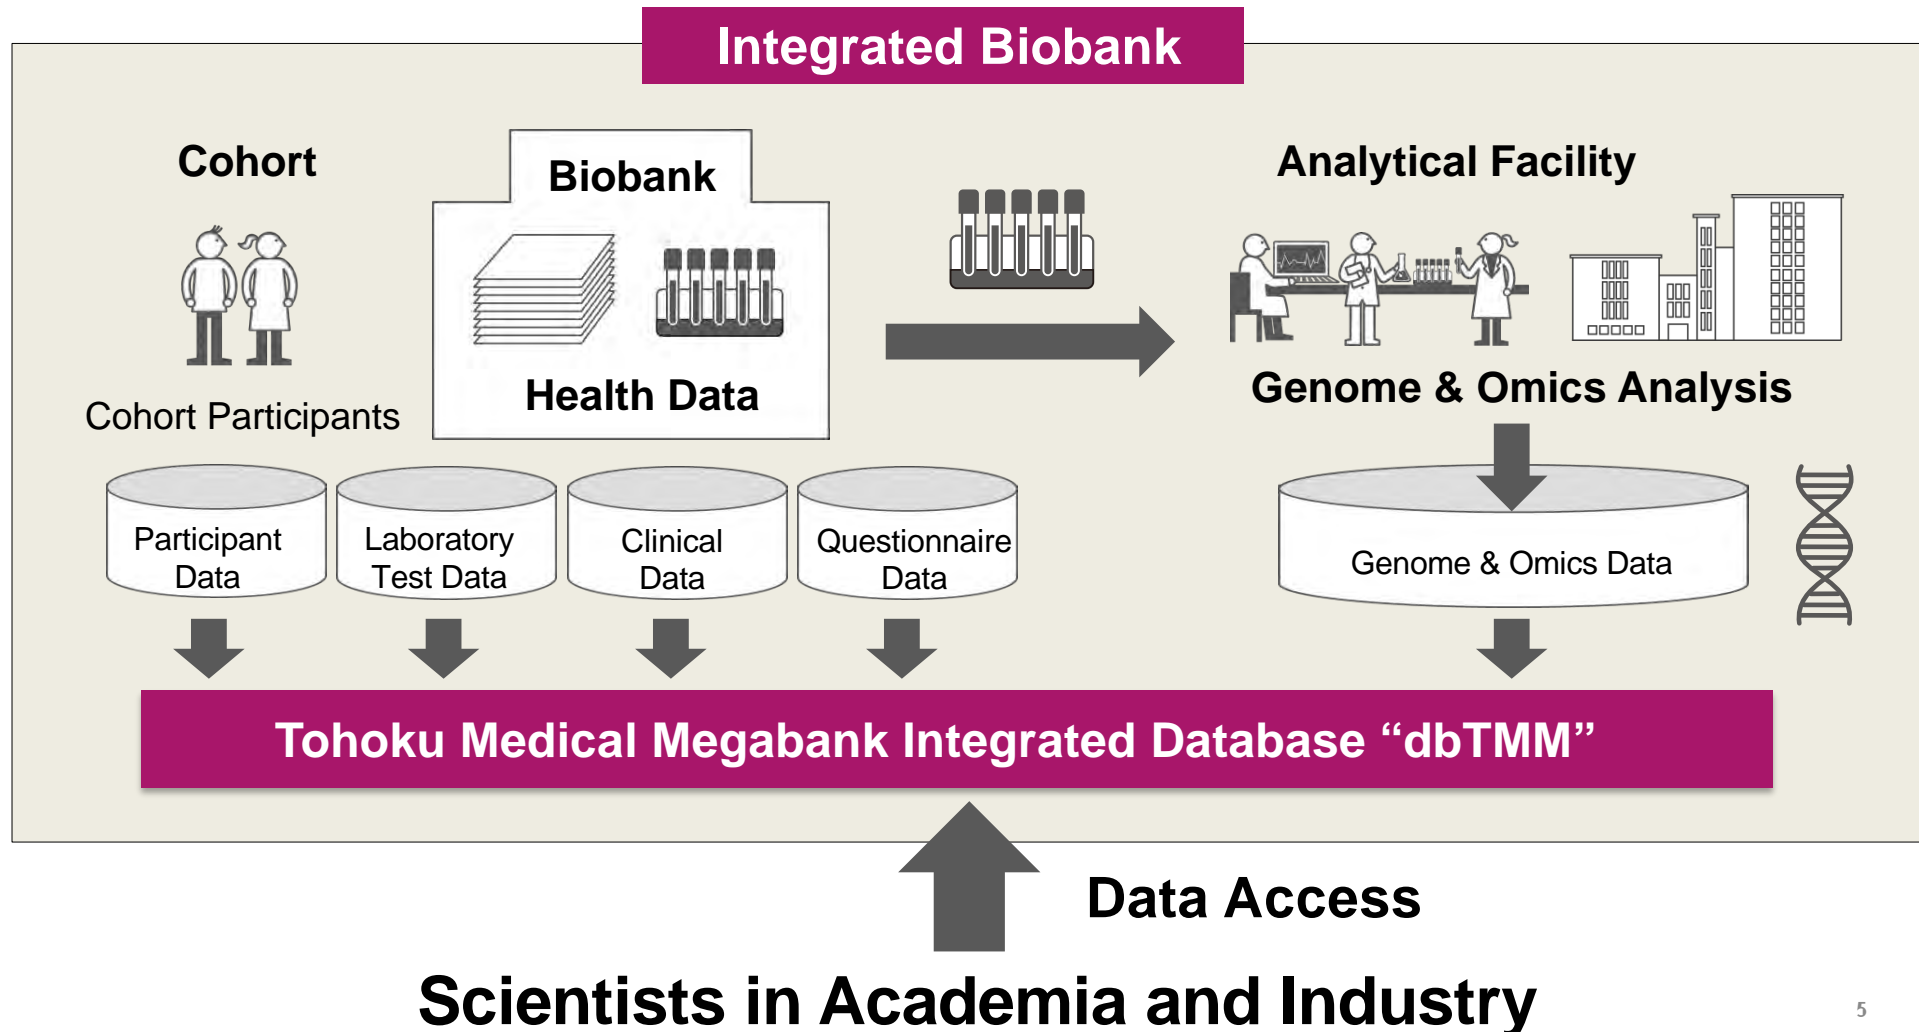 Integrated Biobank
Cohort
Biobank
Analytical Facility
Health Data
Cohort Participants
Genome & Omics Analysis
Participant
Data
Laboratory
Test Data
Clinical
Data
Questionnaire
Data
Genome & Omics Data
Tohoku Medical Megabank Integrated Database “dbTMM”
Data Access
Scientists in Academia and Industry
5